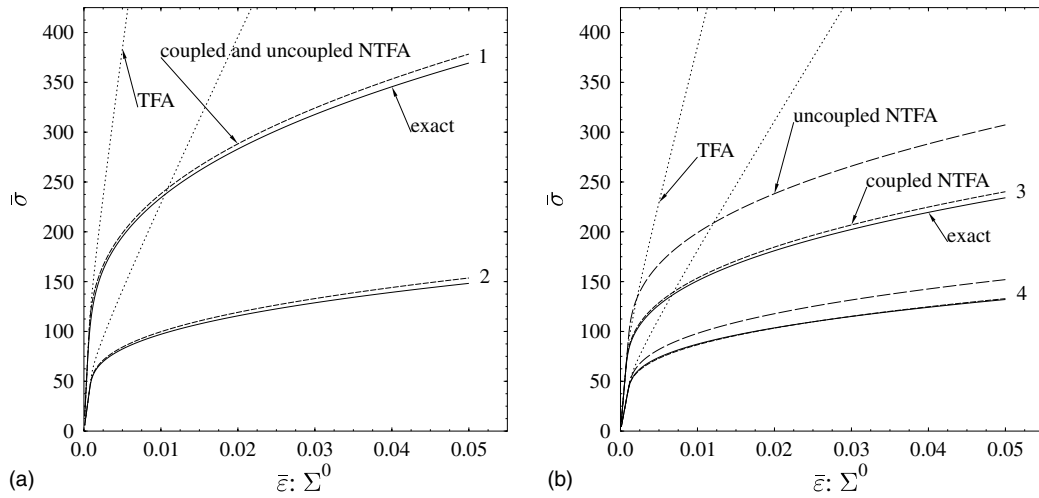 400
350
300
250
200
150
100
50
0
σ̄
TFA
coupled and uncoupled NTFA
exact
1
2
0.0 0.01 0.02 0.03 0.04 0.05
(a)
ε̄: Σ⁰
400
350
300
250
200
150
100
50
0
σ̄
TFA
uncoupled NTFA
coupled NTFA
exact
3
4
0.0 0.01 0.02 0.03 0.04 0.05
(b)
ε̄: Σ⁰